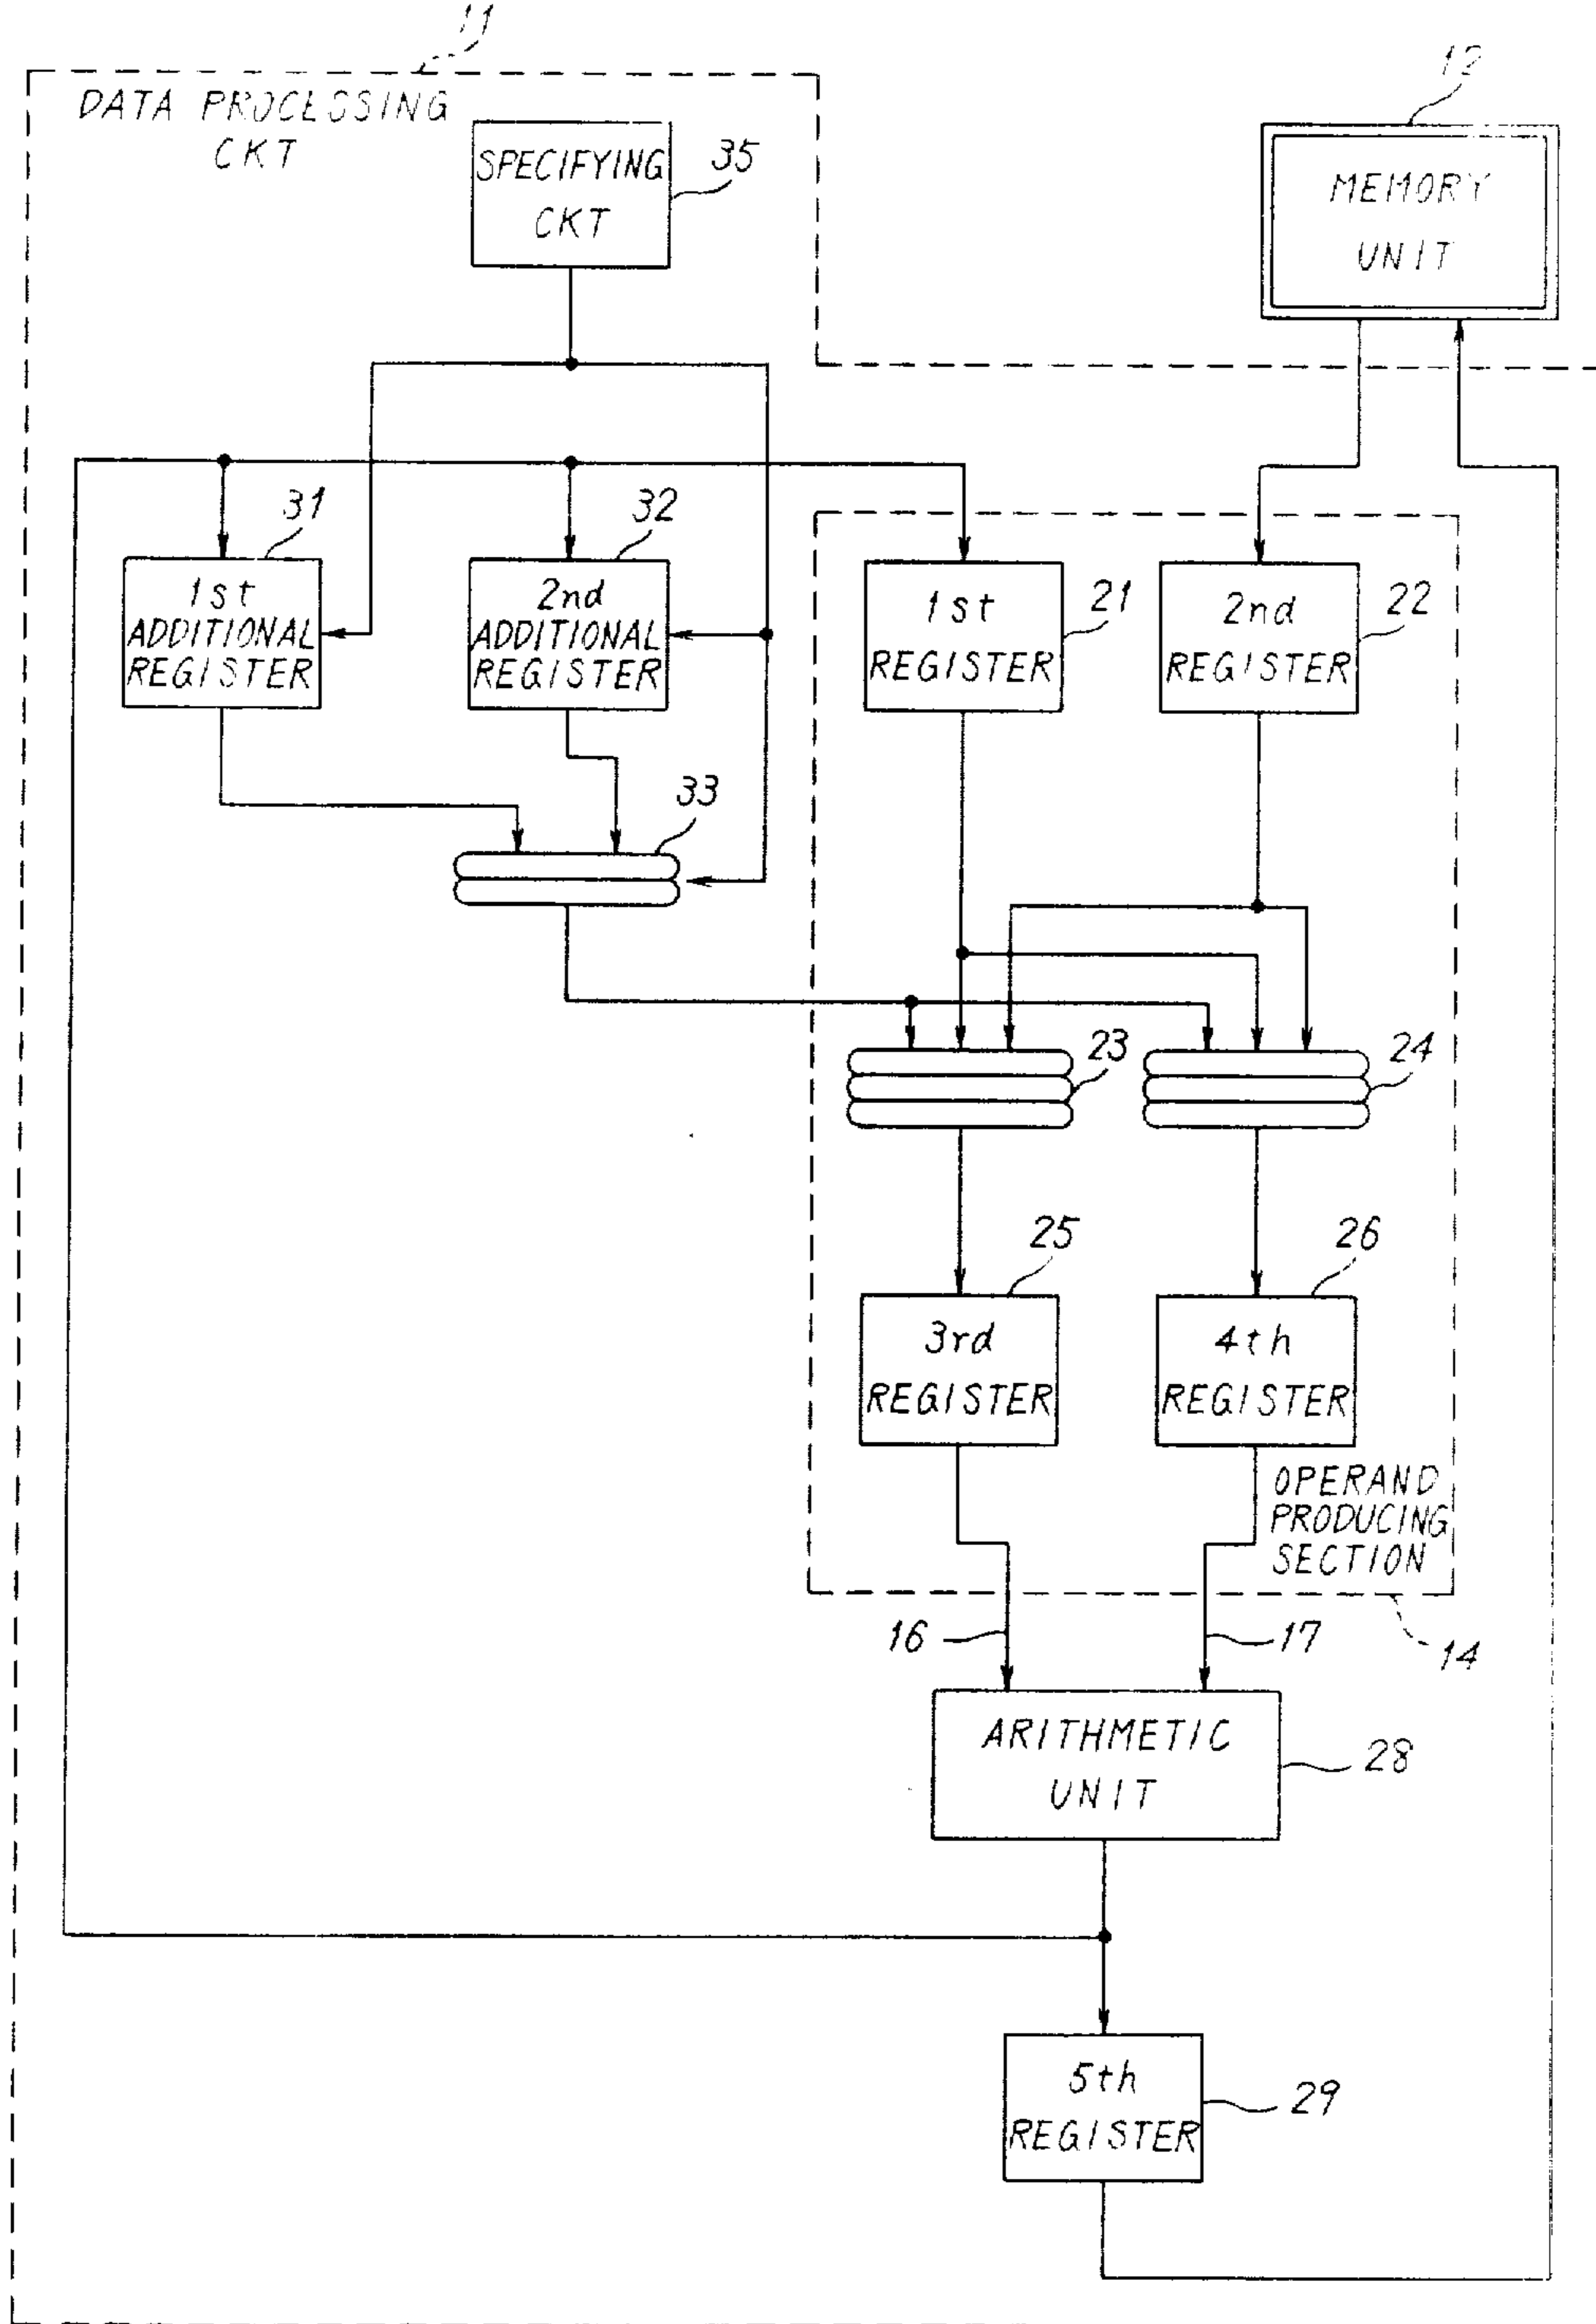 11
DATA PROCESSING
CKT
SPECIFYING
CKT
35
12
MEMORY
UNIT
31
1st
ADDITIONAL
REGISTER
32
2nd
ADDITIONAL
REGISTER
1st
REGISTER
21
2nd
REGISTER
22
33
23
24
25
3rd
REGISTER
26
4th
REGISTER
OPERAND
PRODUCING
SECTION
16
17
14
ARITHMETIC
UNIT
28
5th
REGISTER
29